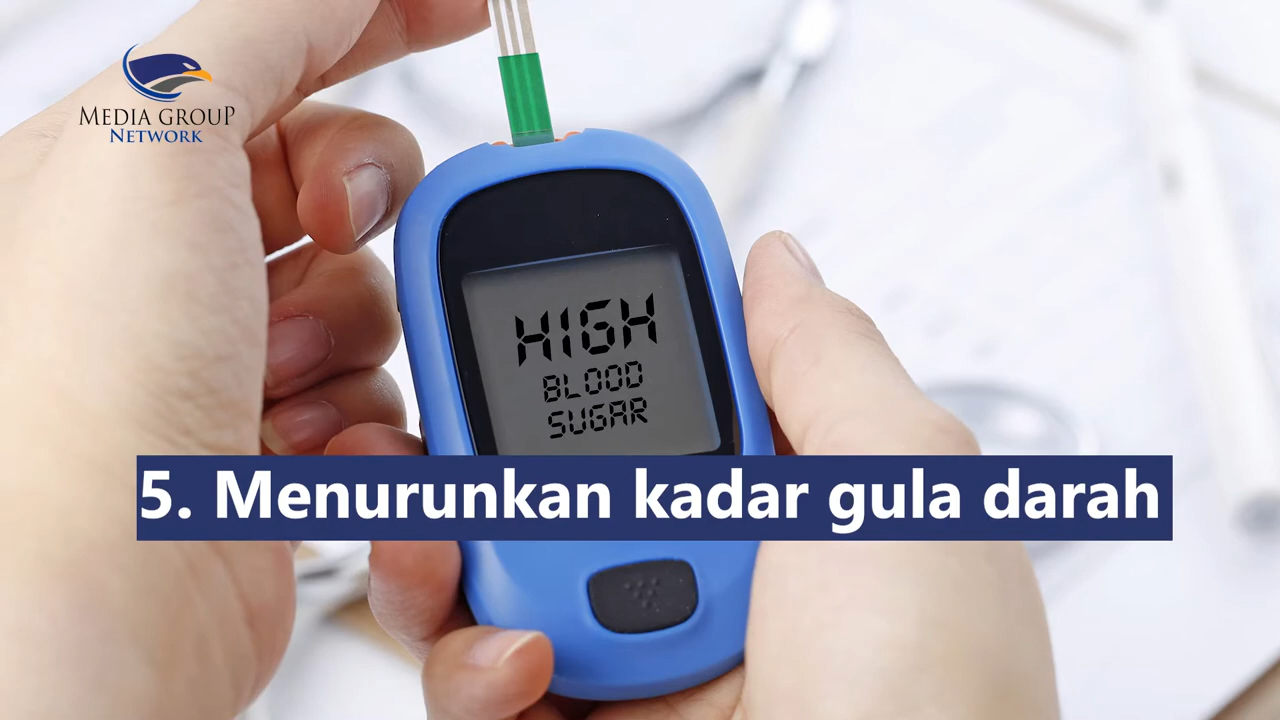 MEDIA GROUP
NETWORK
HIGH
BLOOD
SUGAR
5. Menurunkan kadar gula darah